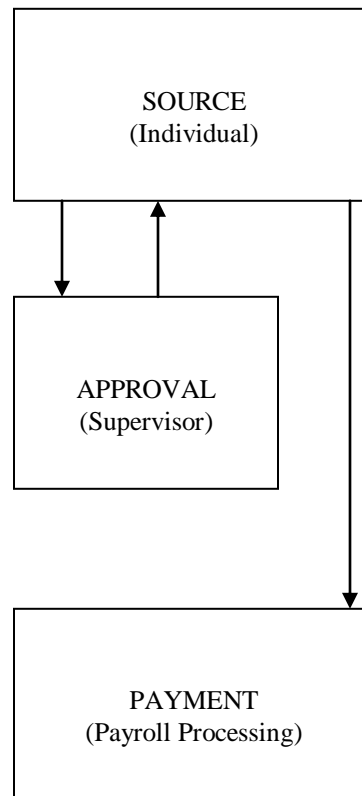 SOURCE
(Individual)
APPROVAL
(Supervisor)
PAYMENT
(Payroll Processing)